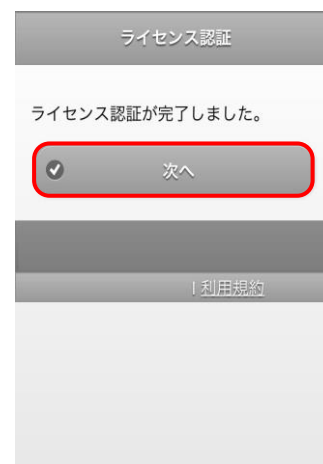 ライセンス認証
ライセンス認証が完了しました。
次へ
| 利用規約